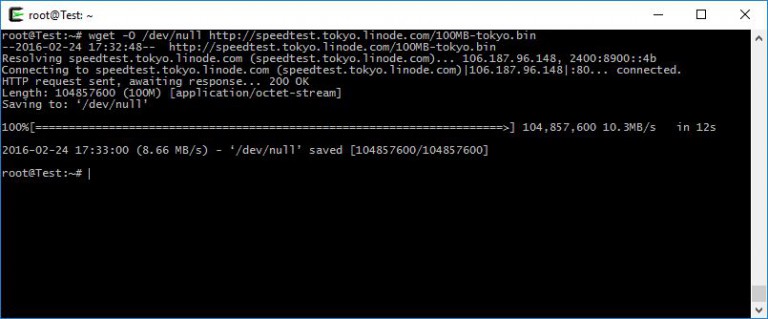 root@Test: ~
root@Test:~# wget -O /dev/null http://speedtest.tokyo.linode.com/100MB-tokyo.bin
--2016-02-24 17:32:48--  http://speedtest.tokyo.linode.com/100MB-tokyo.bin
Resolving speedtest.tokyo.linode.com (speedtest.tokyo.linode.com)... 106.187.96.148, 2400:8900::4b
Connecting to speedtest.tokyo.linode.com (speedtest.tokyo.linode.com)|106.187.96.148|:80... connected.
HTTP request sent, awaiting response... 200 OK
Length: 104857600 (100M) [application/octet-stream]
Saving to: ‘/dev/null’
100%[======================================================================>] 104,857,600 10.3MB/s   in 12s
2016-02-24 17:33:00 (8.66 MB/s) - ‘/dev/null’ saved [104857600/104857600]
root@Test:~#